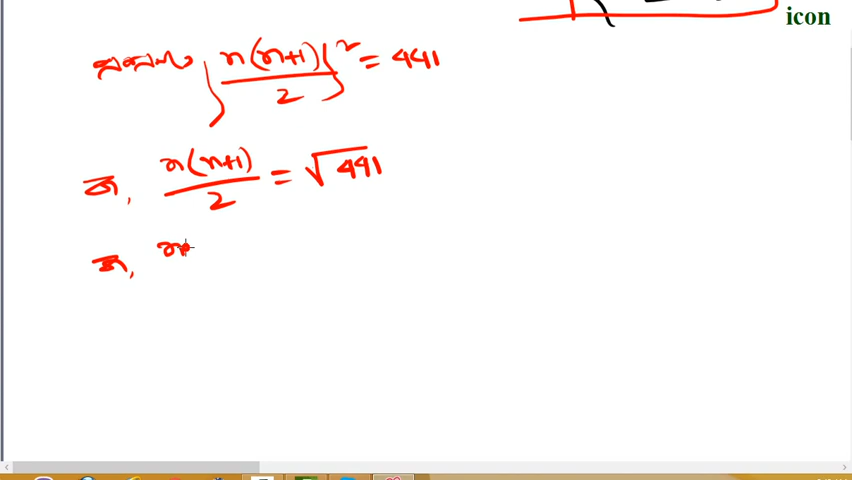 icon
প্রশ্নমতে, {n(n+1)/2}² = 441
বা, n(n+1)/2 = √441
বা, n